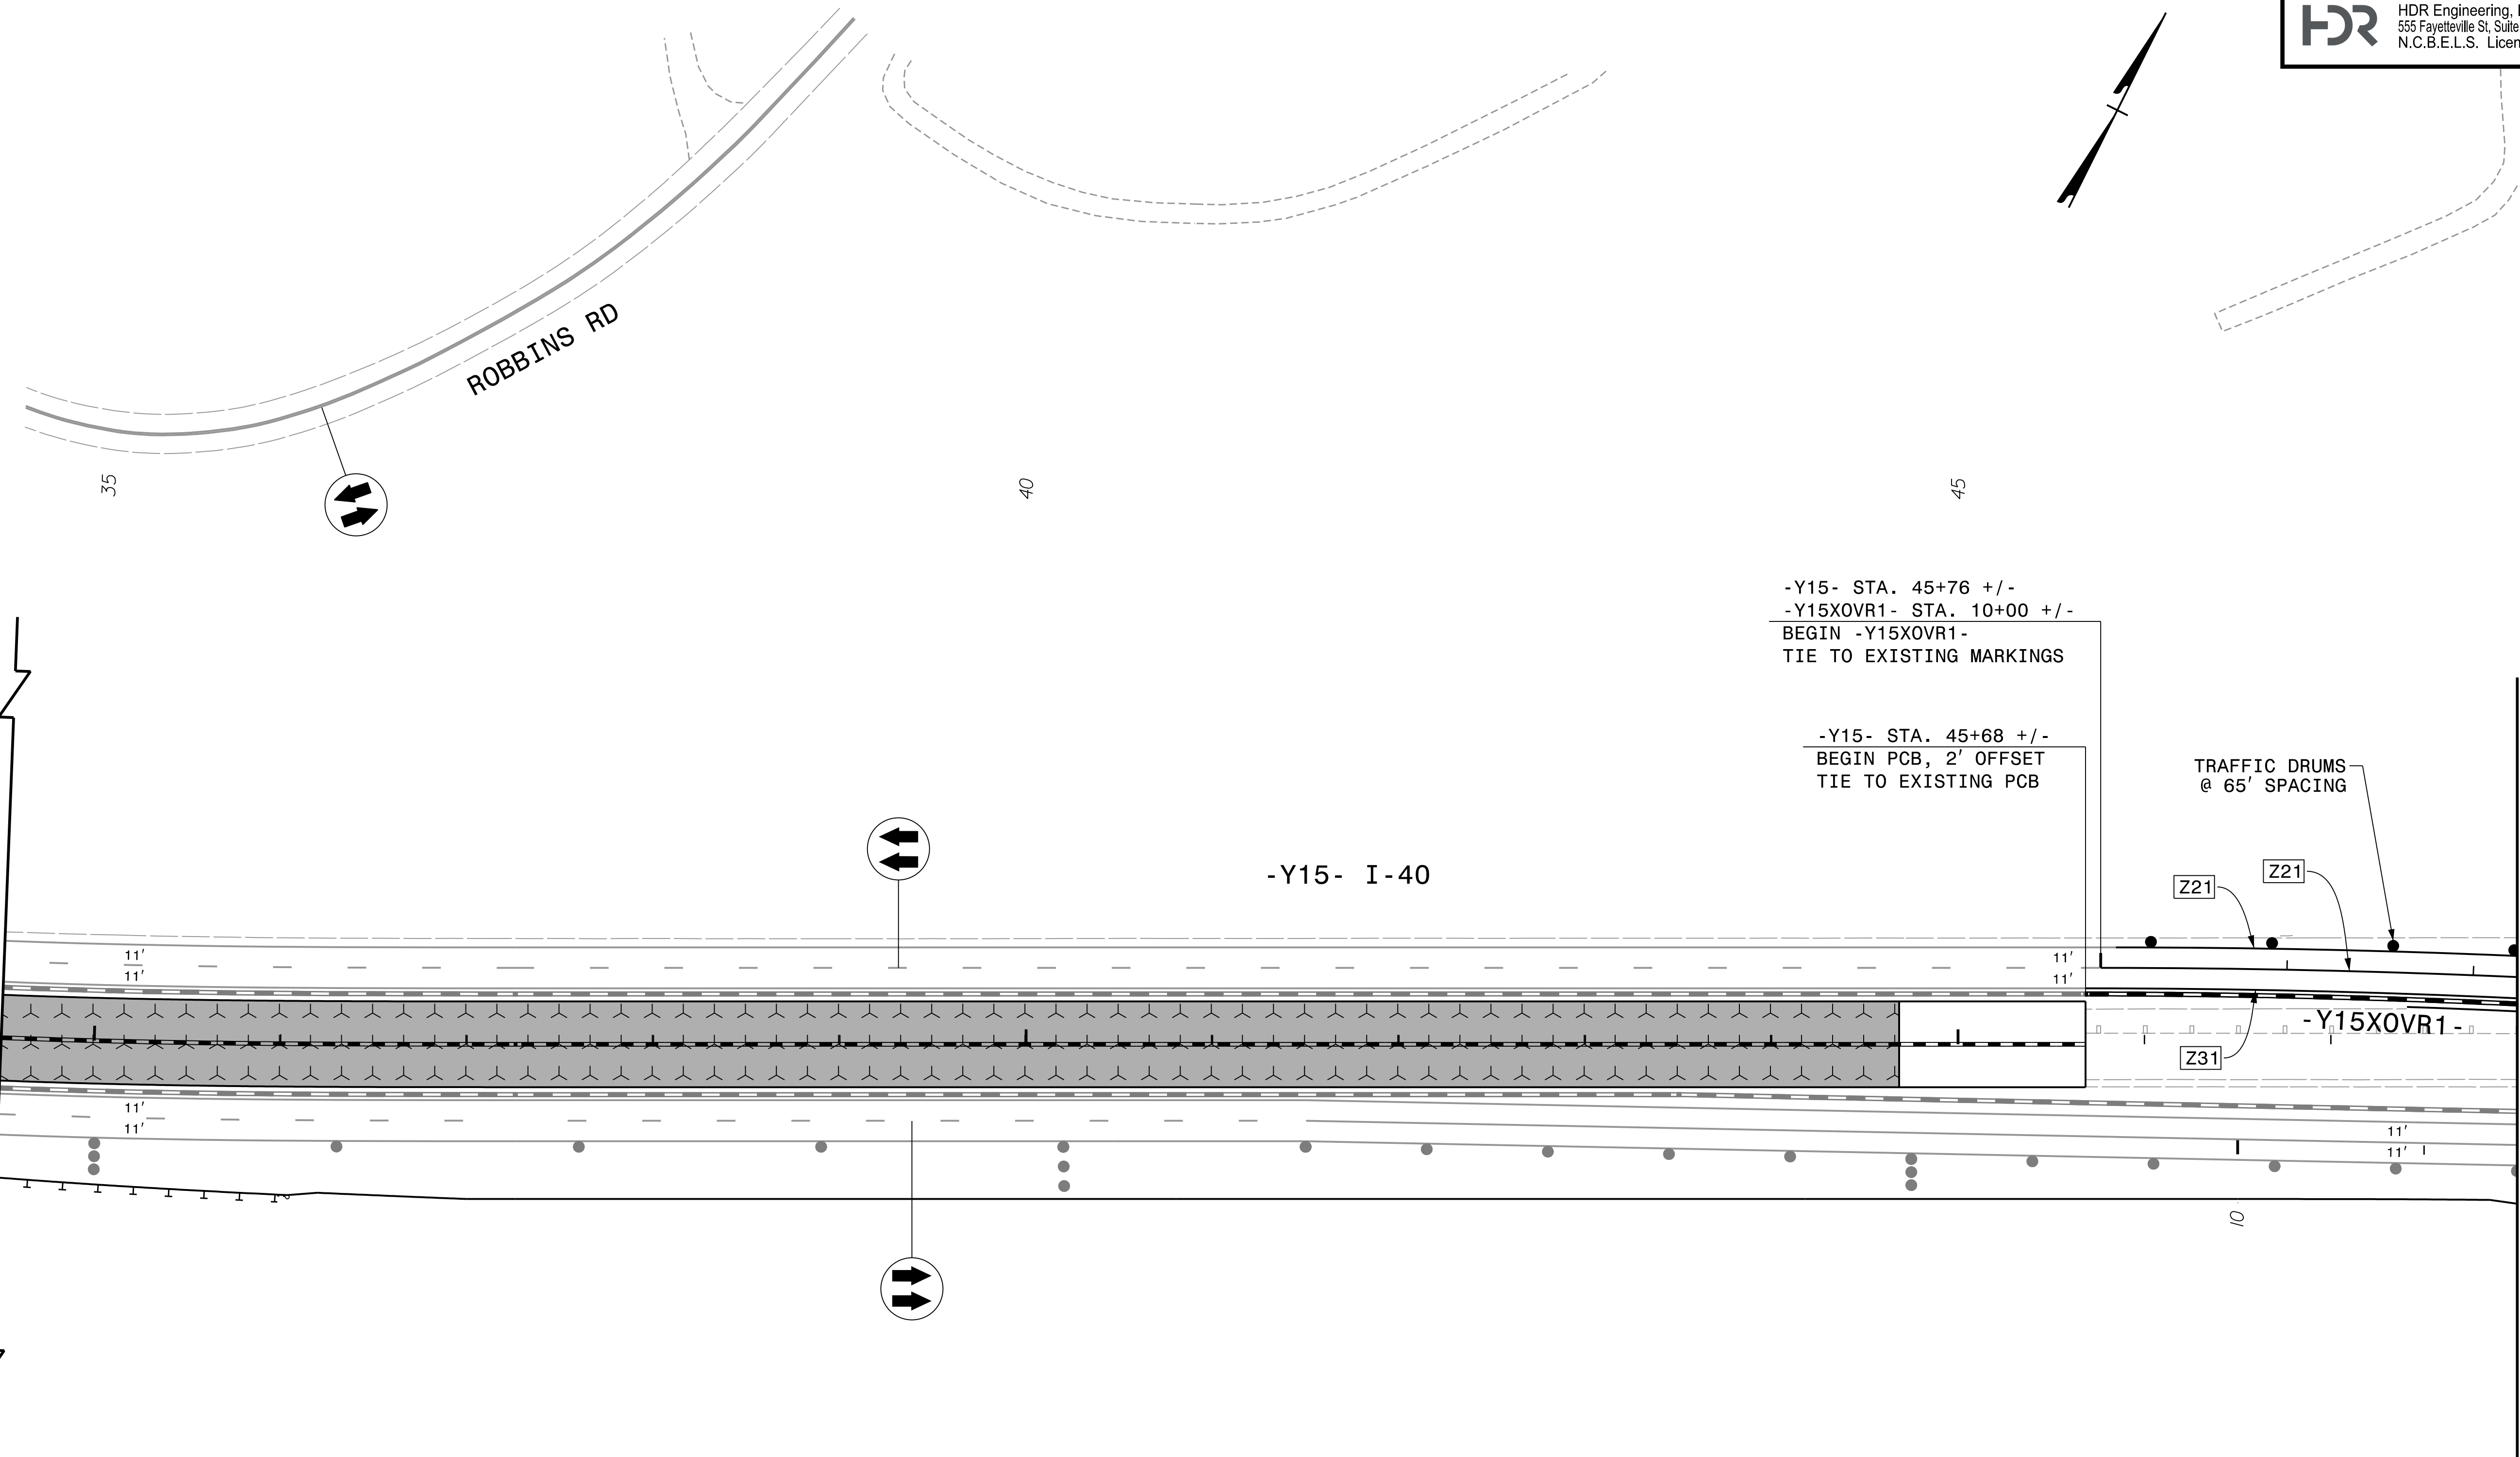 HDR
HDR Engineering,
555 Fayetteville St, Suite
N.C.B.E.L.S.
ROBBINS RD
35
40
45
-Y15- STA. 45+76 +/-
-Y15XOVR1- STA. 10+00 +/-
BEGIN -Y15XOVR1-
TIE TO EXISTING MARKINGS
-Y15- STA. 45+68 +/-
BEGIN PCB, 2' OFFSET
TIE TO EXISTING PCB
TRAFFIC DRUMS
@ 65' SPACING
-Y15- I-40
Z21
Z21
11'
11'
11'
11'
-Y15XOVR1-
Z31
11'
11'
11'
11'
10